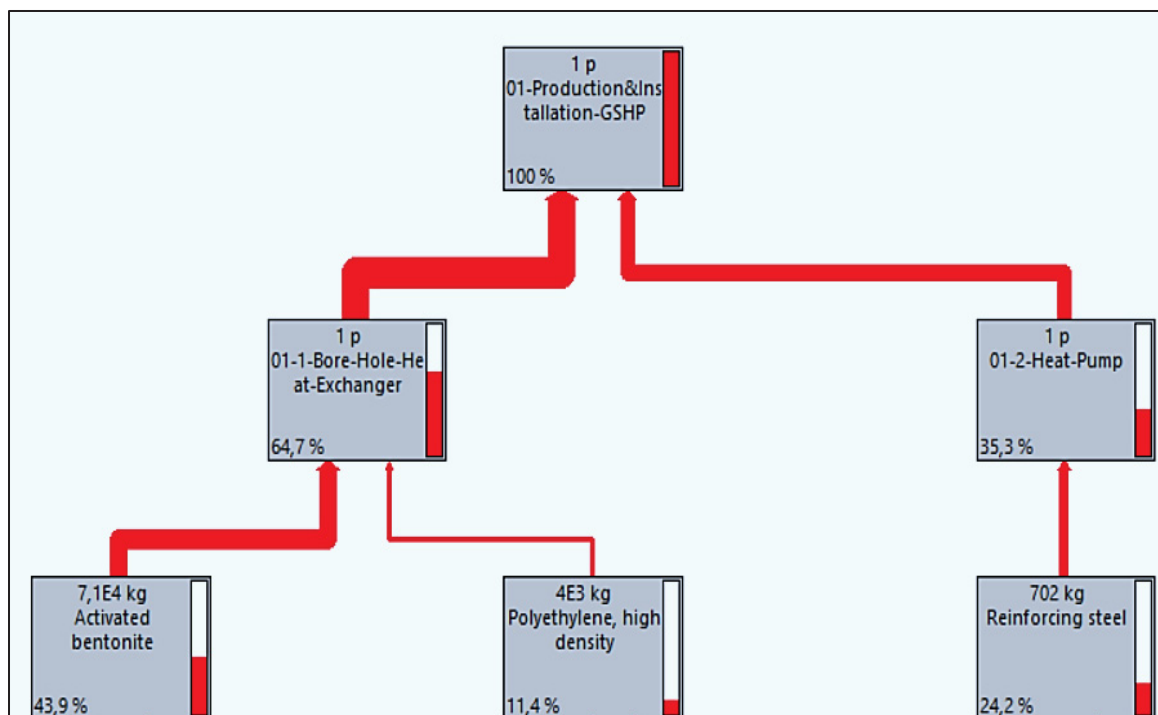 1 p
01-Production&Ins
tallation-GSHP
100 %
1 p
01-1-Bore-Hole-He
at-Exchanger
64,7 %
1 p
01-2-Heat-Pump
35,3 %
7,1E4 kg
Activated
bentonite
43,9 %
4E3 kg
Polyethylene, high
density
11,4 %
702 kg
Reinforcing steel
24,2 %